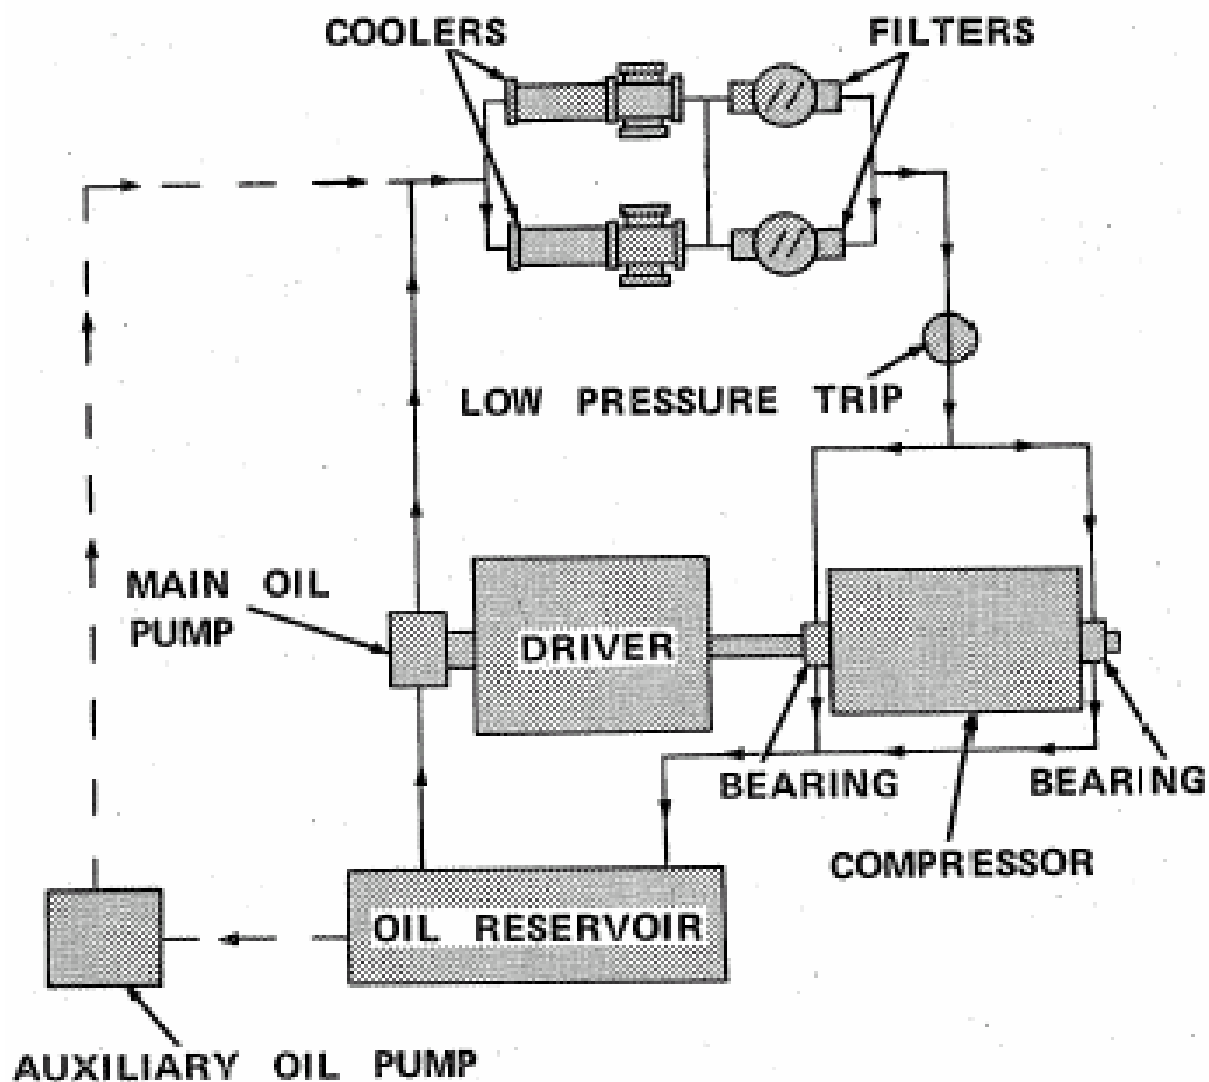 COOLERS
FILTERS
LOW PRESSURE TRIP
MAIN OIL
PUMP
DRIVER
BEARING
BEARING
COMPRESSOR
OIL RESERVOIR
AUXILIARY OIL PUMP